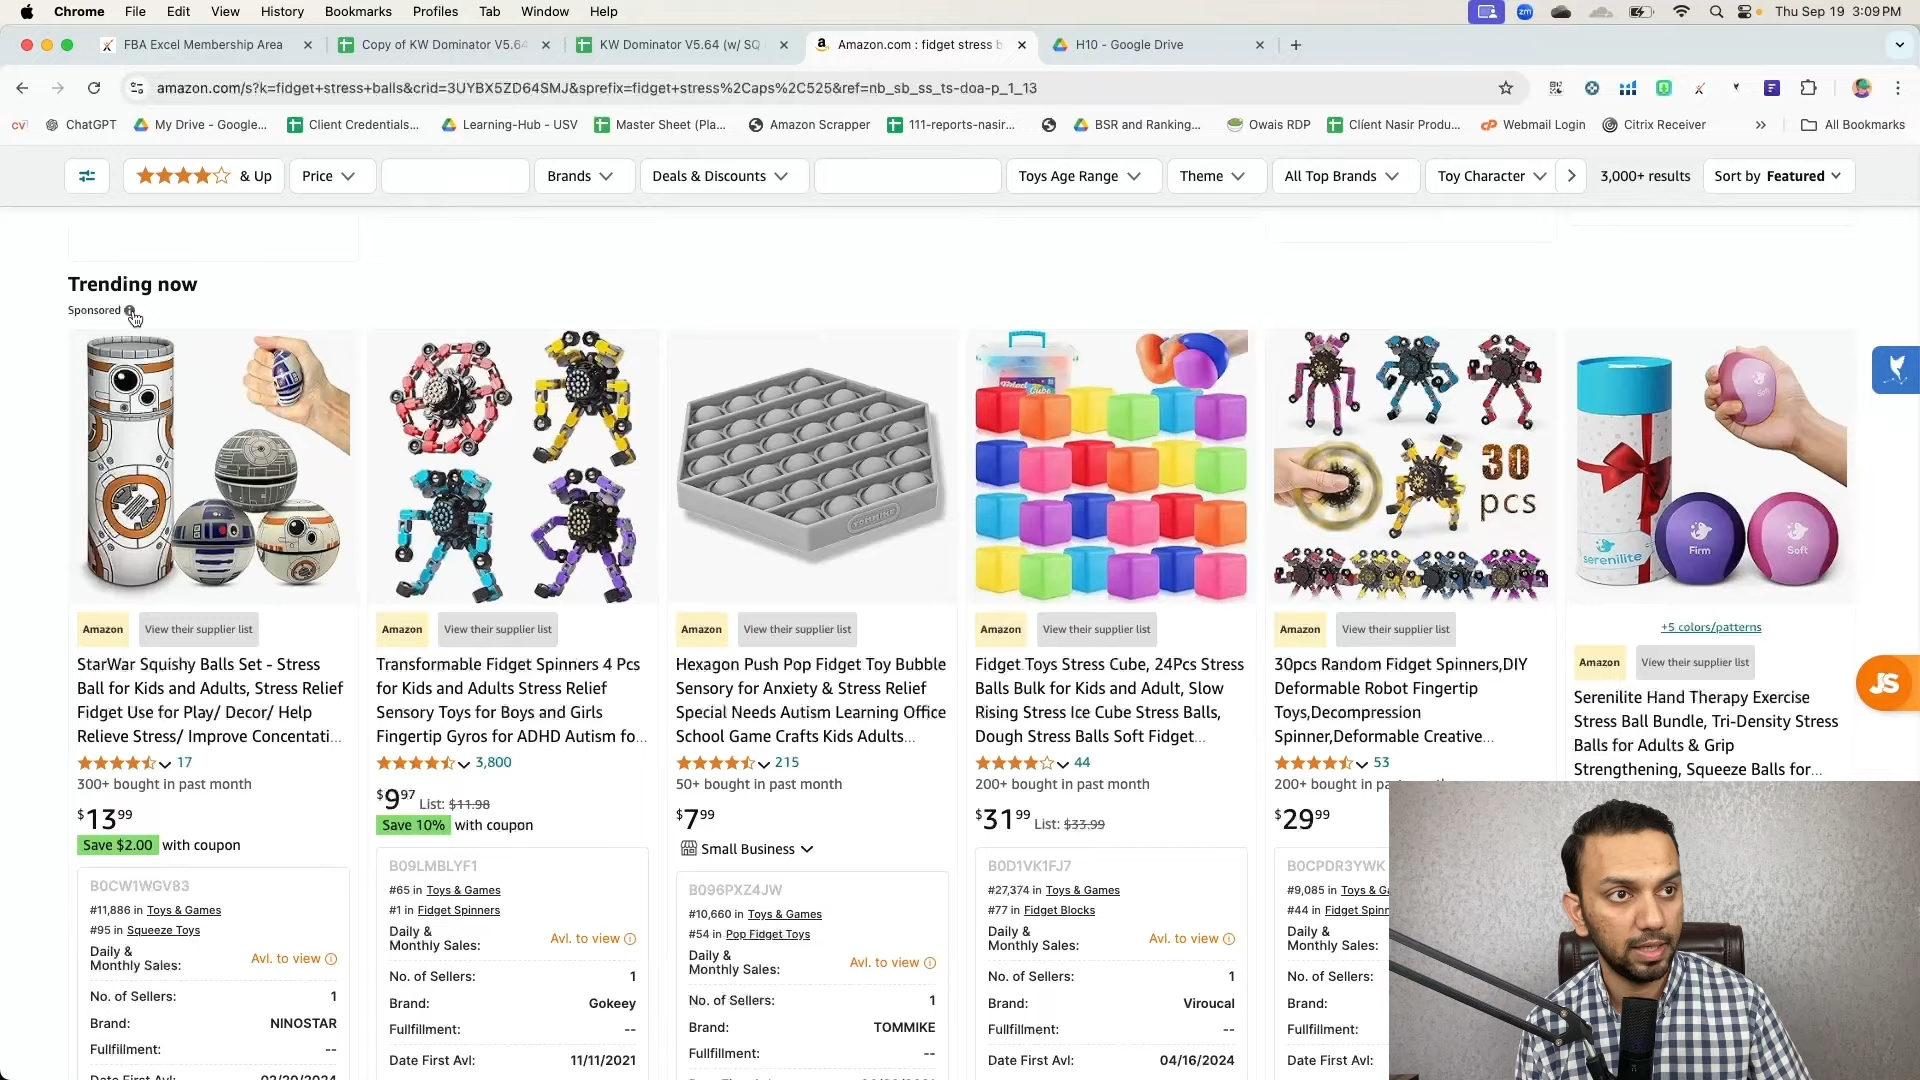 Chrome File Edit View History Bookmarks Profiles Tab Window Help
zm
Thu Sep 19 3:09 PM
FBA Excel Membership Area
Copy of KW Dominator V5.64
KW Dominator V5.64 (w/ SQ
Amazon.com : fidget stress b
H10 - Google Drive
amazon.com/s?k=fidget+stress+balls&crid=3UYBX5ZD64SMJ&sprefix=fidget+stress%2Caps%2C525&ref=nb_sb_ss_ts-doa-p_1_13
cv
ChatGPT
My Drive - Google...
Client Credentials...
Learning-Hub - USV
Master Sheet (Pla...
Amazon Scrapper
111-reports-nasir...
BSR and Ranking...
Owais RDP
Client Nasir Produ...
Webmail Login
Citrix Receiver
All Bookmarks
& Up
Price
Brands
Deals & Discounts
Toys Age Range
Theme
All Top Brands
Toy Character
3,000+ results
Sort by Featured
Trending now
Sponsored
TOMMIKE
30
pcs
serenilite
Firm
Soft
JS
Amazon View their supplier list
StarWar Squishy Balls Set - Stress
Ball for Kids and Adults, Stress Relief
Fidget Use for Play/ Decor/ Help
Relieve Stress/ Improve Concentati...
17
300+ bought in past month
$13 99
Save $2.00 with coupon
B0CW1WGV83
#11,886 in Toys & Games
#95 in Squeeze Toys
Daily &
Monthly Sales:
Avl. to view
No. of Sellers: 1
Brand: NINOSTAR
Fullfillment: --
Amazon View their supplier list
Transformable Fidget Spinners 4 Pcs
for Kids and Adults Stress Relief
Sensory Toys for Boys and Girls
Fingertip Gyros for ADHD Autism fo...
3,800
$9 97 List: $11.98
Save 10% with coupon
B09LMBLYF1
#65 in Toys & Games
#1 in Fidget Spinners
Daily &
Monthly Sales:
Avl. to view
No. of Sellers: 1
Brand: Gokeey
Fullfillment: --
Date First Avl: 11/11/2021
Amazon View their supplier list
Hexagon Push Pop Fidget Toy Bubble
Sensory for Anxiety & Stress Relief
Special Needs Autism Learning Office
School Game Crafts Kids Adults...
215
50+ bought in past month
$7 99
Small Business
B096PXZ4JW
#10,660 in Toys & Games
#54 in Pop Fidget Toys
Daily &
Monthly Sales:
Avl. to view
No. of Sellers: 1
Brand: TOMMIKE
Fullfillment: --
Amazon View their supplier list
Fidget Toys Stress Cube, 24Pcs Stress
Balls Bulk for Kids and Adult, Slow
Rising Stress Ice Cube Stress Balls,
Dough Stress Balls Soft Fidget...
44
200+ bought in past month
$31 99 List: $33.99
B0D1VK1FJ7
#27,374 in Toys & Games
#77 in Fidget Blocks
Daily &
Monthly Sales:
Avl. to view
No. of Sellers: 1
Brand: Viroucal
Fullfillment: --
Date First Avl: 04/16/2024
Amazon View their supplier list
30pcs Random Fidget Spinners,DIY
Deformable Robot Fingertip
Toys,Decompression
Spinner,Deformable Creative...
53
200+ bought in pa
$29 99
B0CPDR3YWK
#9,085 in Toys & Ga
#44 in Fidget Spinn
Daily &
Monthly Sales:
No. of Sellers:
Brand:
Fullfillment:
Date First Avl:
+5 colors/patterns
Amazon View their supplier list
Serenilite Hand Therapy Exercise
Stress Ball Bundle, Tri-Density Stress
Balls for Adults & Grip
Strengthening, Squeeze Balls for...